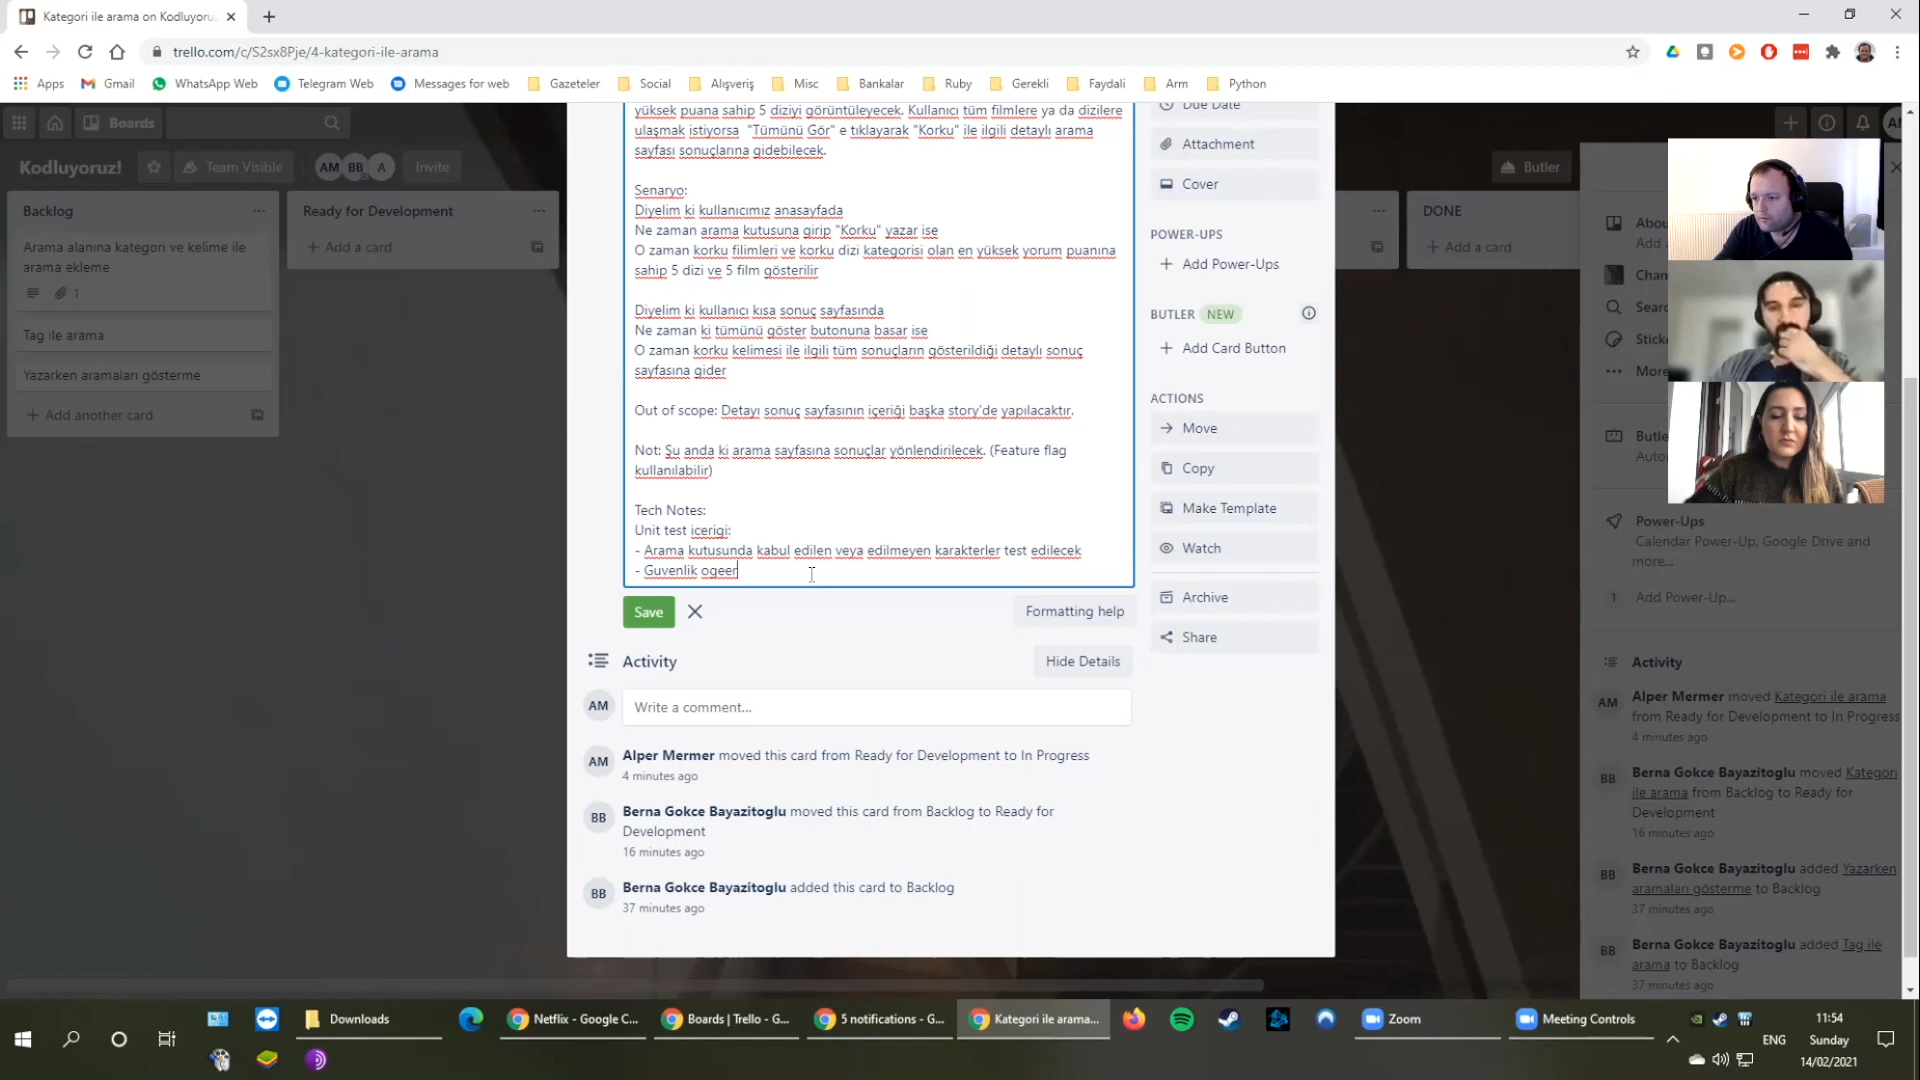 Kategori ile arama on Kodluyoru
trello.com/c/S2sx8Pje/4-kategori-ile-arama
Apps Gmail WhatsApp Web Telegram Web Messages for web Gazeteler Social Alışveriş Misc Bankalar Ruby Gerekli Faydali Arm Python
Boards
Kodluyoruz! Team Visible AM BB A Invite
Butler
Backlog
Arama alanına kategori ve kelime ile
arama ekleme
1
Tag ile arama
Yazarken aramaları gösterme
+ Add another card
Ready for Development
+ Add a card
yüksek puana sahip 5 diziyi görüntüleyecek. Kullanıcı tüm filmlere ya da dizilere
ulaşmak istiyorsa "Tümünü Gör" e tıklayarak "Korku" ile ilgili detaylı arama
sayfası sonuçlarına gidebilecek.
Senaryo:
Diyelim ki kullanıcımız anasayfada
Ne zaman arama kutusuna girip "Korku" yazar ise
O zaman korku filimleri ve korku dizi kategorisi olan en yüksek yorum puanına
sahip 5 dizi ve 5 film gösterilir
Diyelim ki kullanıcı kısa sonuç sayfasında
Ne zaman ki tümünü göster butonuna basar ise
O zaman korku kelimesi ile ilgili tüm sonuçların gösterildiği detaylı sonuç
sayfasına gider
Out of scope: Detayı sonuç sayfasının içeriği başka story'de yapılacaktır.
Not: Şu anda ki arama sayfasına sonuçlar yönlendirilecek. (Feature flag
kullanılabilir)
Tech Notes:
Unit test icerigi:
- Arama kutusunda kabul edilen veya edilmeyen karakterler test edilecek
- Guvenlik ogeer
Save
Formatting help
Activity
Hide Details
AM
Write a comment...
AM
Alper Mermer moved this card from Ready for Development to In Progress
4 minutes ago
BB
Berna Gokce Bayazitoglu moved this card from Backlog to Ready for
Development
16 minutes ago
BB
Berna Gokce Bayazitoglu added this card to Backlog
37 minutes ago
Due Date
Attachment
Cover
POWER-UPS
+ Add Power-Ups
BUTLER NEW
+ Add Card Button
ACTIONS
Move
Copy
Make Template
Watch
Archive
Share
DONE
+ Add a card
Power-Ups
Calendar Power-Up, Google Drive and
more...
1 Add Power-Up...
Activity
AM
Alper Mermer moved Kategori ile arama
from Ready for Development to In Progress
4 minutes ago
BB
Berna Gokce Bayazitoglu moved Kategori
ile arama from Backlog to Ready for
Development
16 minutes ago
BB
Berna Gokce Bayazitoglu added Yazarken
aramaları gösterme to Backlog
37 minutes ago
BB
Berna Gokce Bayazitoglu added Tag ile
arama to Backlog
37 minutes ago
Downloads
Netflix - Google C...
Boards | Trello - G...
5 notifications - G...
Kategori ile arama...
Zoom
Meeting Controls
ENG
11:54
Sunday
14/02/2021